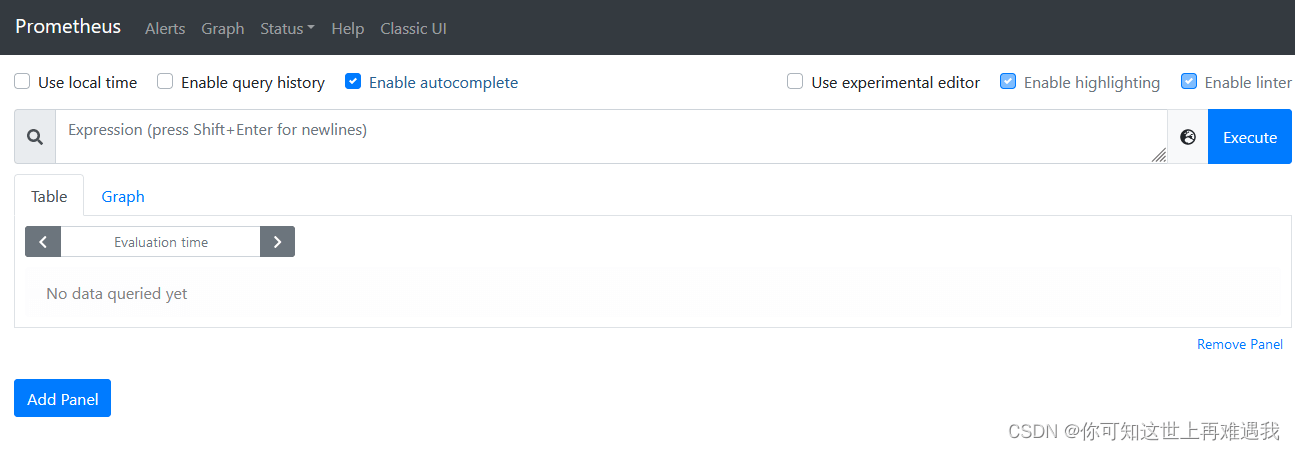 Prometheus Alerts Graph Status Help Classic UI
Use local time Enable query history Enable autocomplete Use experimental editor Enable highlighting Enable linter
Expression (press Shift+Enter for newlines) Execute
Table Graph
Evaluation time
No data queried yet
Remove Panel
Add Panel
CSDN @你可知这世上再难遇我